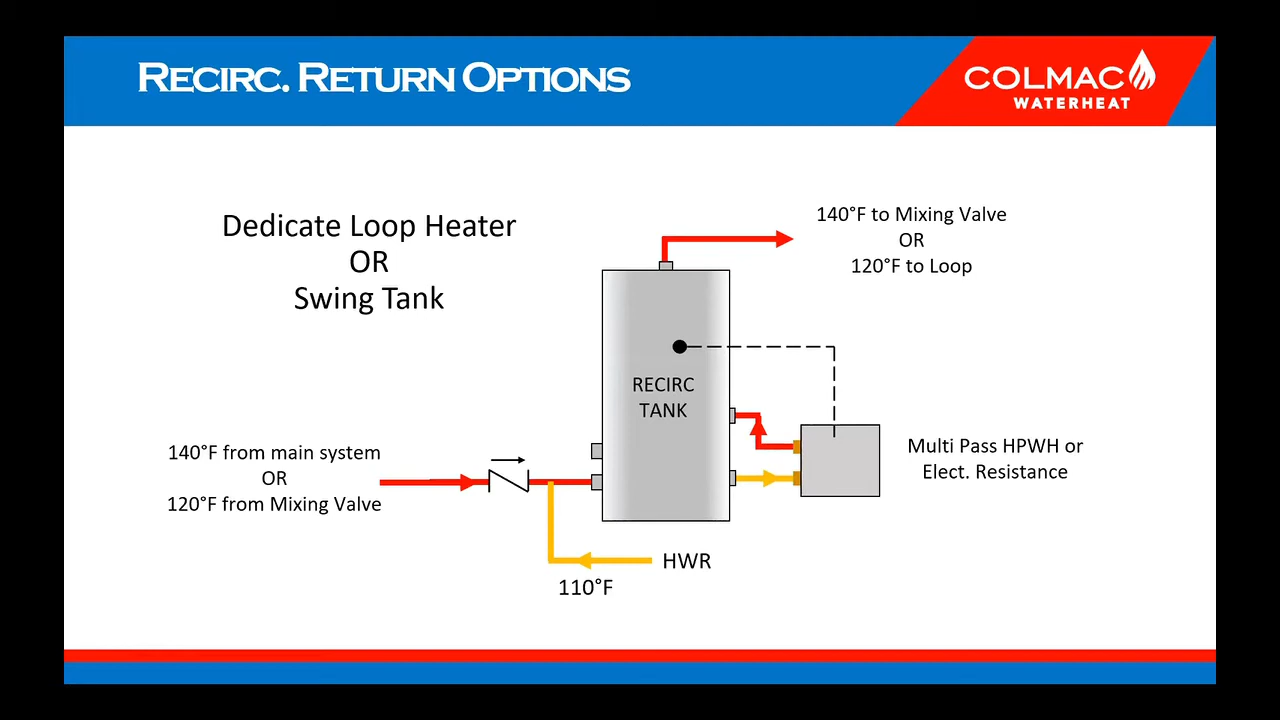 RECIRC. RETURN OPTIONS
COLMAC
WATERHEAT
Dedicate Loop Heater
OR
Swing Tank
140°F to Mixing Valve
OR
120°F to Loop
RECIRC
TANK
140°F from main system
OR
120°F from Mixing Valve
Multi Pass HPWH or
Elect. Resistance
HWR
110°F